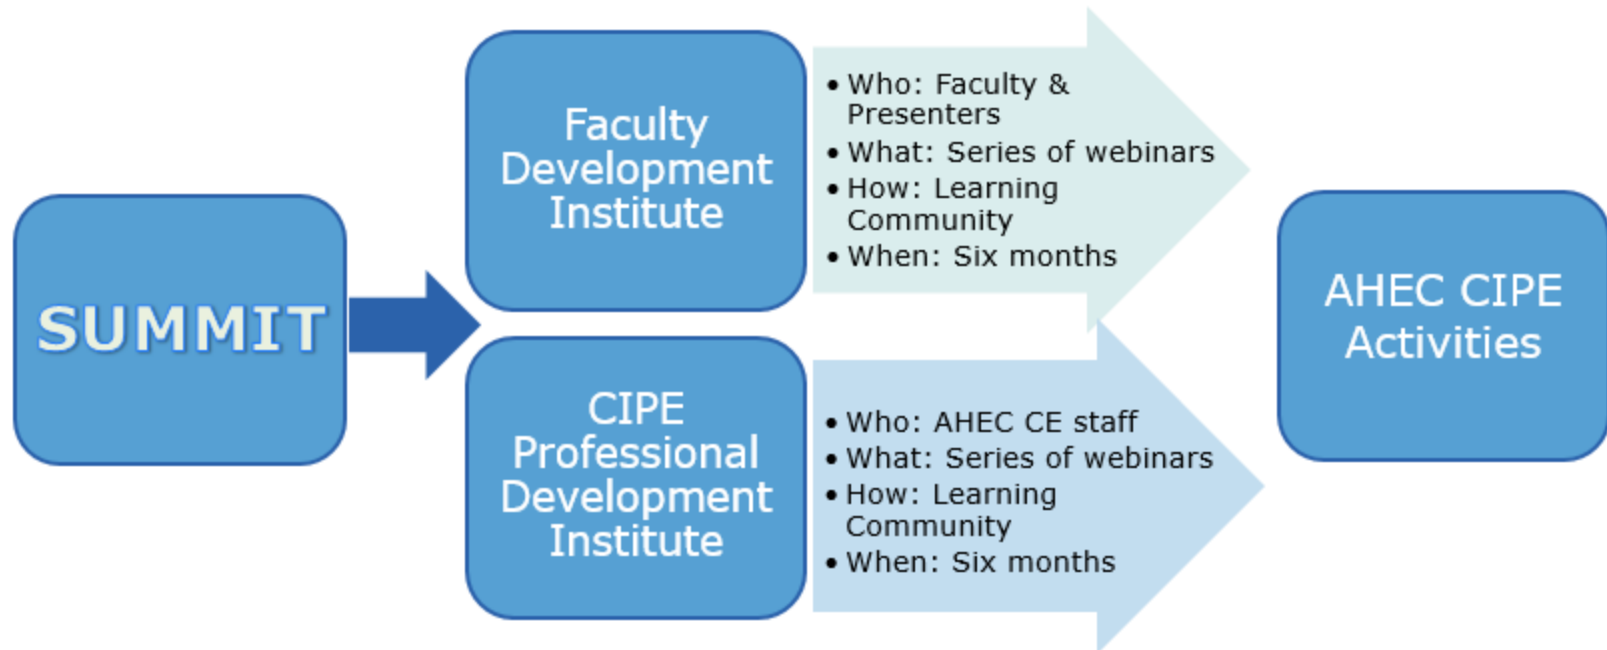 SUMMIT
Faculty
Development
Institute
• Who: Faculty &
Presenters
• What: Series of webinars
• How: Learning
Community
• When: Six months
CIPE
Professional
Development
Institute
• Who: AHEC CE staff
• What: Series of webinars
• How: Learning
Community
• When: Six months
AHEC CIPE
Activities